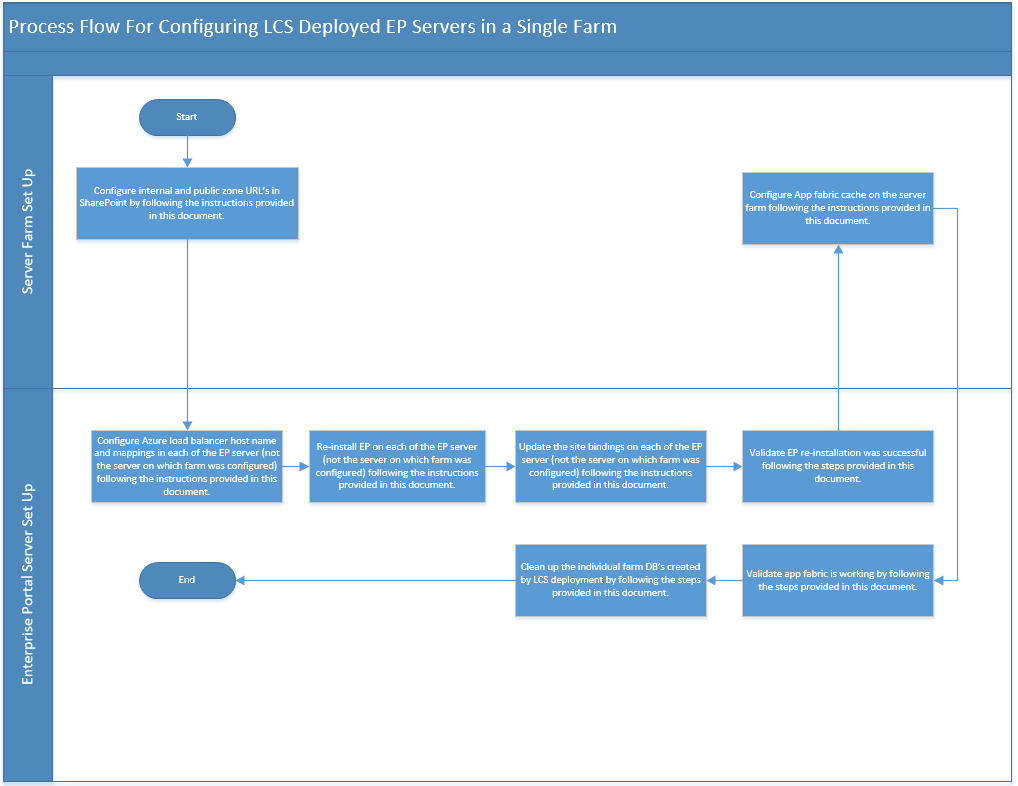 Process Flow For Configuring LCS Deployed EP Servers in a Single Farm
Server Farm Set Up
Start
Configure internal and public zone URL's in
SharePoint by following the instructions provided
in this document.
Configure App fabric cache on the server
farm following the instructions provided in
this document.
Enterprise Portal Server Set Up
Configure Azure load balancer host name
and mappings in each of the EP server (not
the server on which farm was configured)
following the instructions provided in this
document.
Re-install EP on each of the EP server
(not the server on which farm was
configured) following the instructions
provided in this document.
Update the site bindings on each of the EP
server (not the server on which farm was
configured) following the instructions
provided in this document.
Validate EP re-installation was successful
following the steps provided in this
document.
Validate app fabric is working by following
the steps provided in this document.
Clean up the individual farm DB's created
by LCS deployment by following the steps
provided in this document.
End